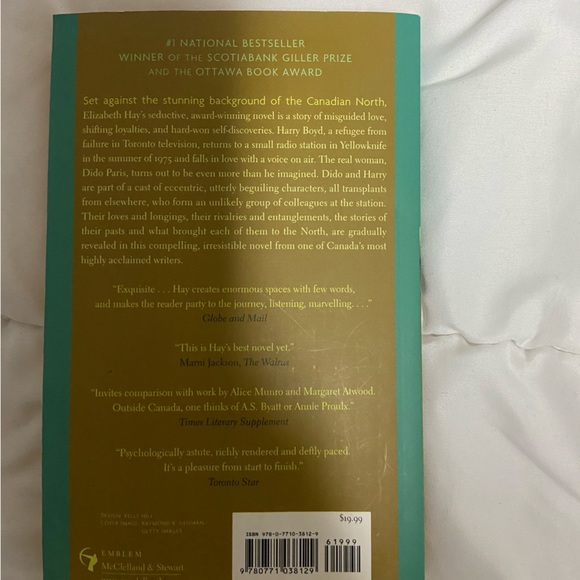 #1 NATIONAL BESTSELLER
WINNER OF THE SCOTIABANK GILLER PRIZE
AND THE OTTAWA BOOK AWARD
Set against the stunning background of the Canadian North,
Elizabeth Hay's seductive, award-winning novel is a story of misguided love,
shifting loyalties, and hard-won self-discoveries. Harry Boyd, a refugee from
failure in Toronto television, returns to a small radio station in Yellowknife
in the summer of 1975 and falls in love with a voice on air. The real woman,
Dido Paris, turns out to be even more than he imagined. Dido and Harry
are part of a cast of eccentric, utterly beguiling characters, all transplants
from elsewhere, who form an unlikely group of colleagues at the station.
Their loves and longings, their rivalries and entanglements, the stories of
their pasts and what brought each of them to the North, are gradually
revealed in this compelling, irresistible novel from one of Canada's most
highly acclaimed writers.
"Exquisite . . . Hay creates enormous spaces with few words,
and makes the reader party to the journey, listening, marvelling. . . ."
Globe and Mail
"This is Hay's best novel yet."
Marni Jackson, The Walrus
"Invites comparison with work by Alice Munro and Margaret Atwood.
Outside Canada, one thinks of A.S. Byatt or Annie Proulx."
Times Literary Supplement
"Psychologically astute, richly rendered and deftly paced.
It's a pleasure from start to finish."
Toronto Star
$19.99
ISBN 978-0-7710-3812-9
61999
9 780771 038129
EMBLEM
McClelland & Stewart